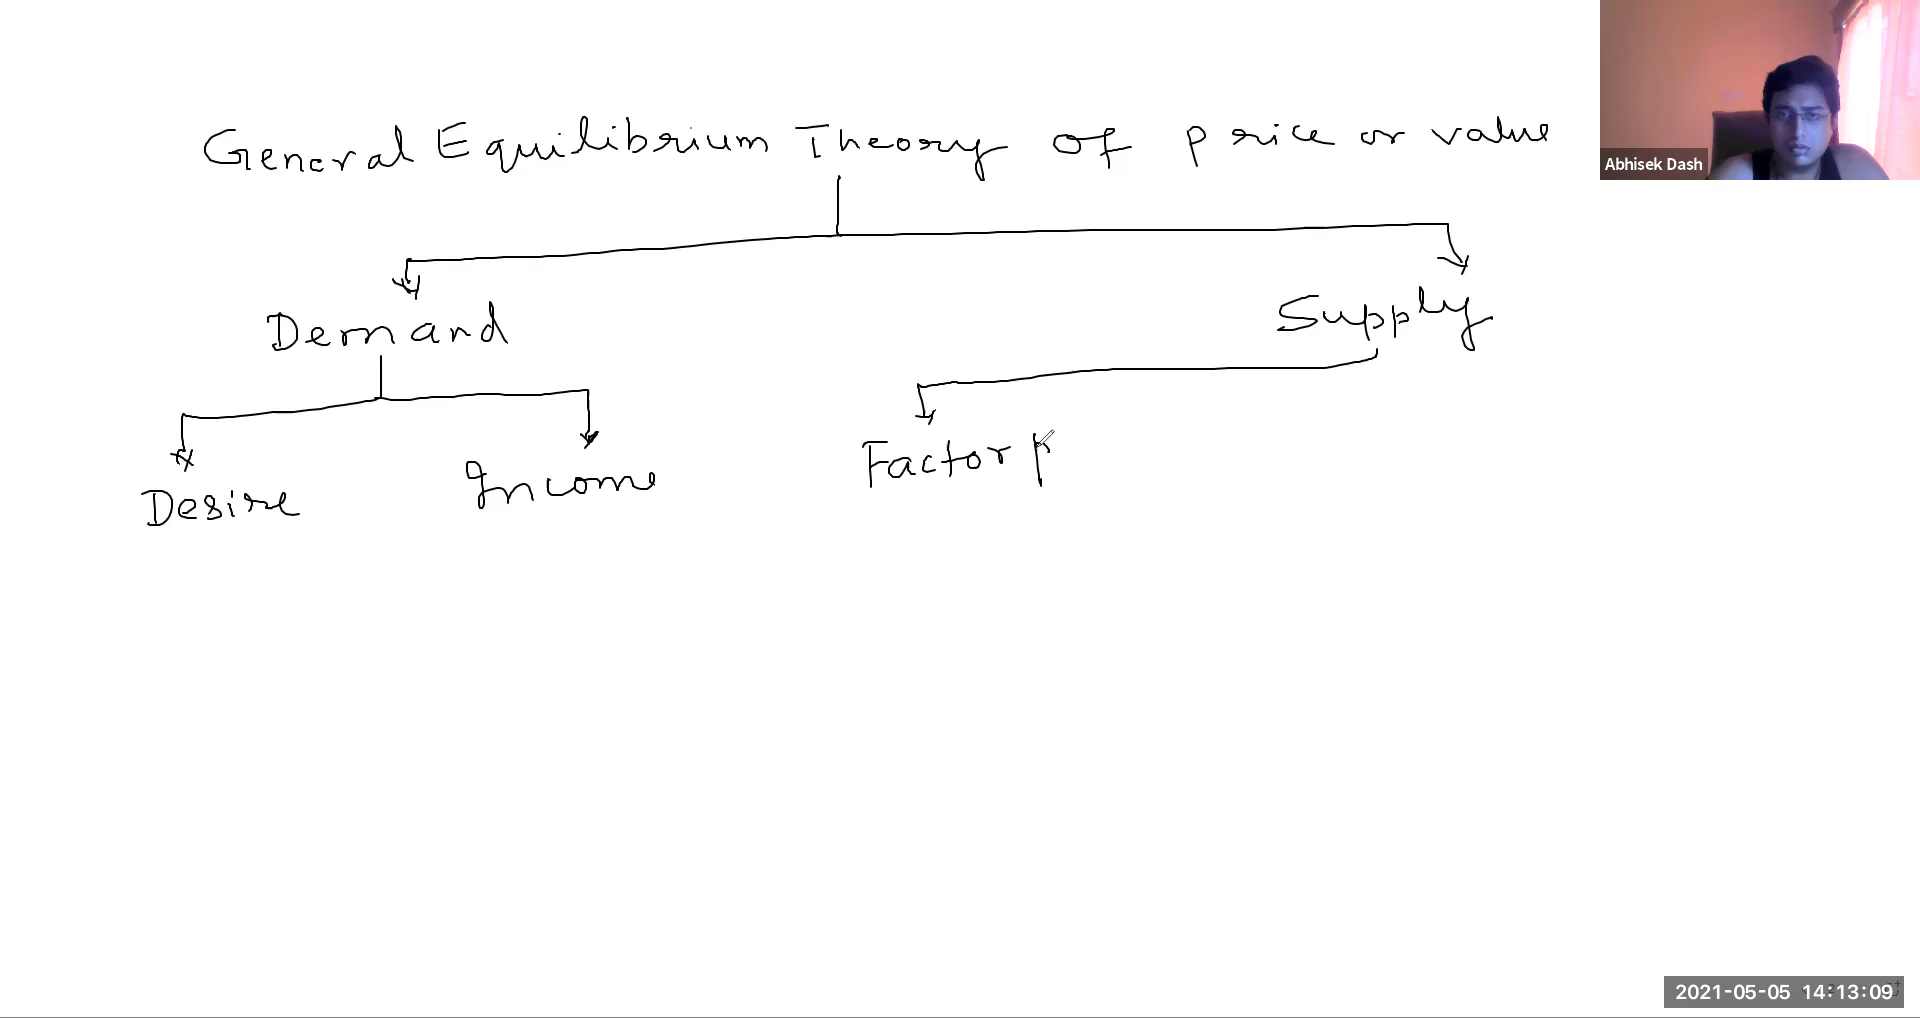 General Equilibrium Theory of price or value
Abhisek Dash
Demand
Supply
Desire
Income
Factor
2021-05-05 14:13:09